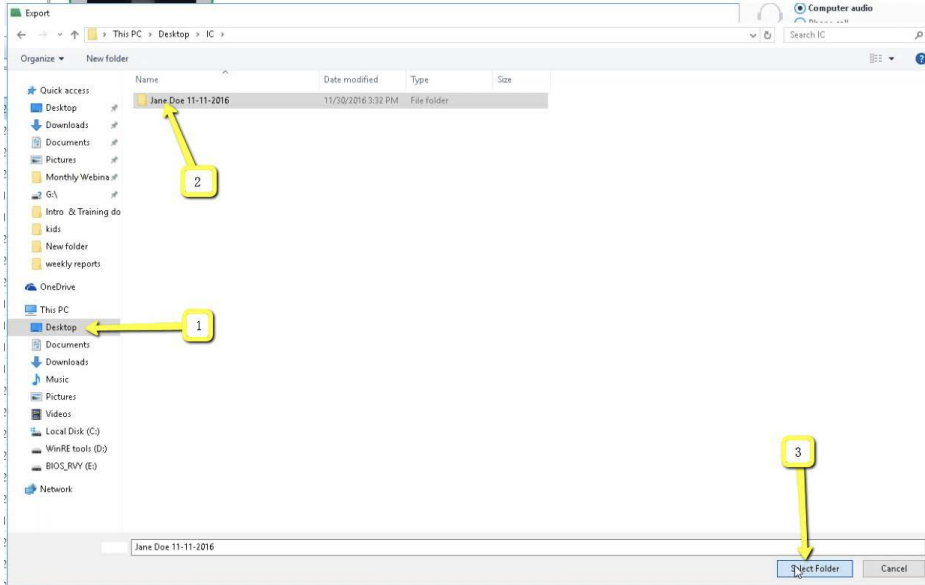 Export
Computer audio
Phone call
This PC > Desktop > IC >
Search IC
Organize
New folder
Name
Date modified
Type
Size
Jane Doe 11-11-2016
11/30/2016 3:32 PM
File folder
Quick access
Desktop
Downloads
Documents
Pictures
Monthly Webina
G:\
Intro & Training do
kids
New folder
weekly reports
OneDrive
This PC
Desktop
Documents
Downloads
Music
Pictures
Videos
Local Disk (C:)
WinRE tools (D:)
BIOS_RVY (E:)
Network
2
1
3
Jane Doe 11-11-2016
Select Folder
Cancel